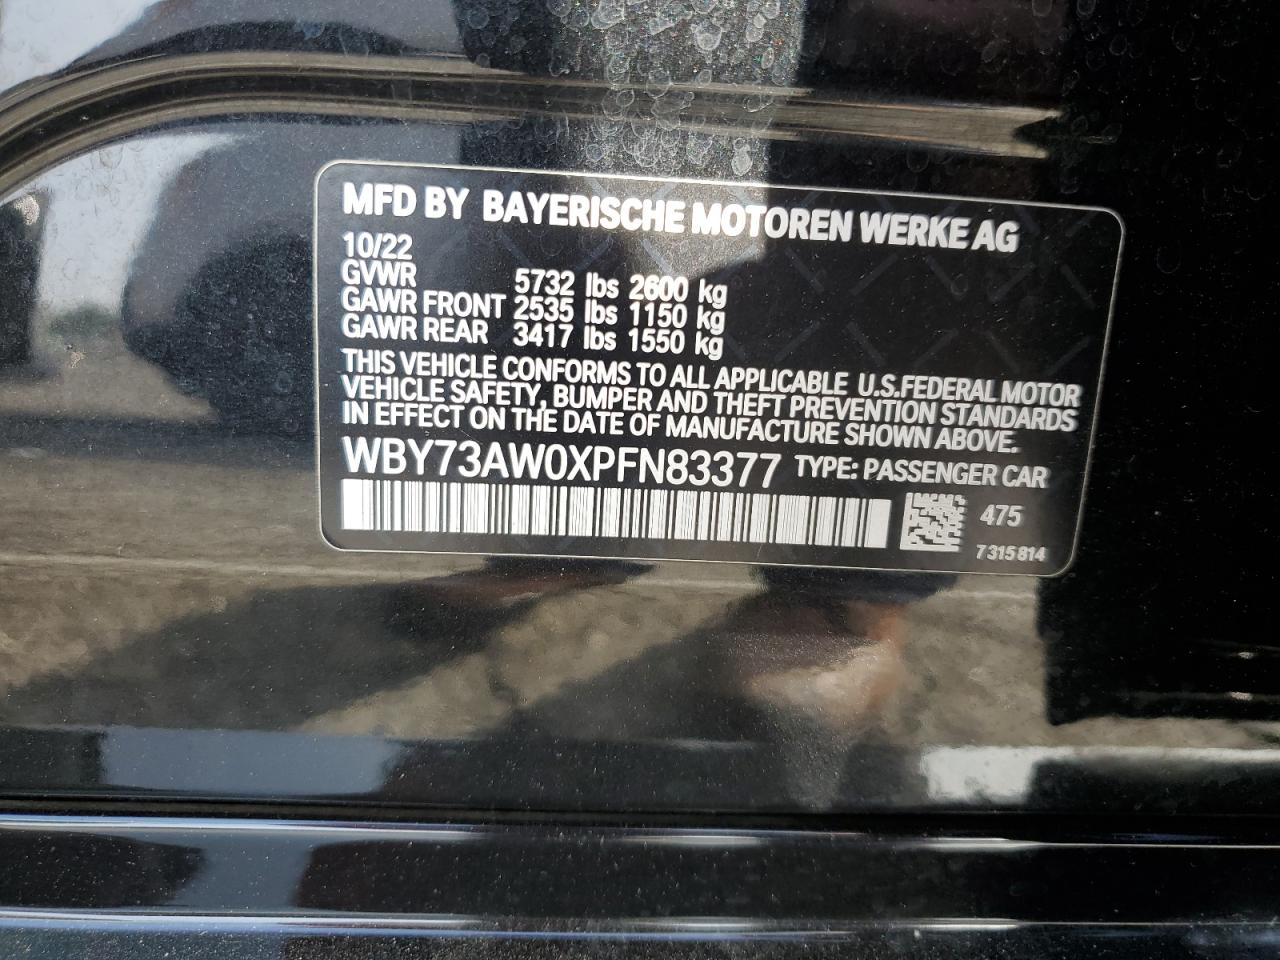 MFD BY BAYERISCHE MOTOREN WERKE AG
10/22
GVWR 5732 lbs 2600 kg
GAWR FRONT 2535 lbs 1150 kg
GAWR REAR 3417 lbs 1550 kg
THIS VEHICLE CONFORMS TO ALL APPLICABLE U.S.FEDERAL MOTOR
VEHICLE SAFETY, BUMPER AND THEFT PREVENTION STANDARDS
IN EFFECT ON THE DATE OF MANUFACTURE SHOWN ABOVE.
WBY73AW0XPFN83377 TYPE: PASSENGER CAR
475
7315814